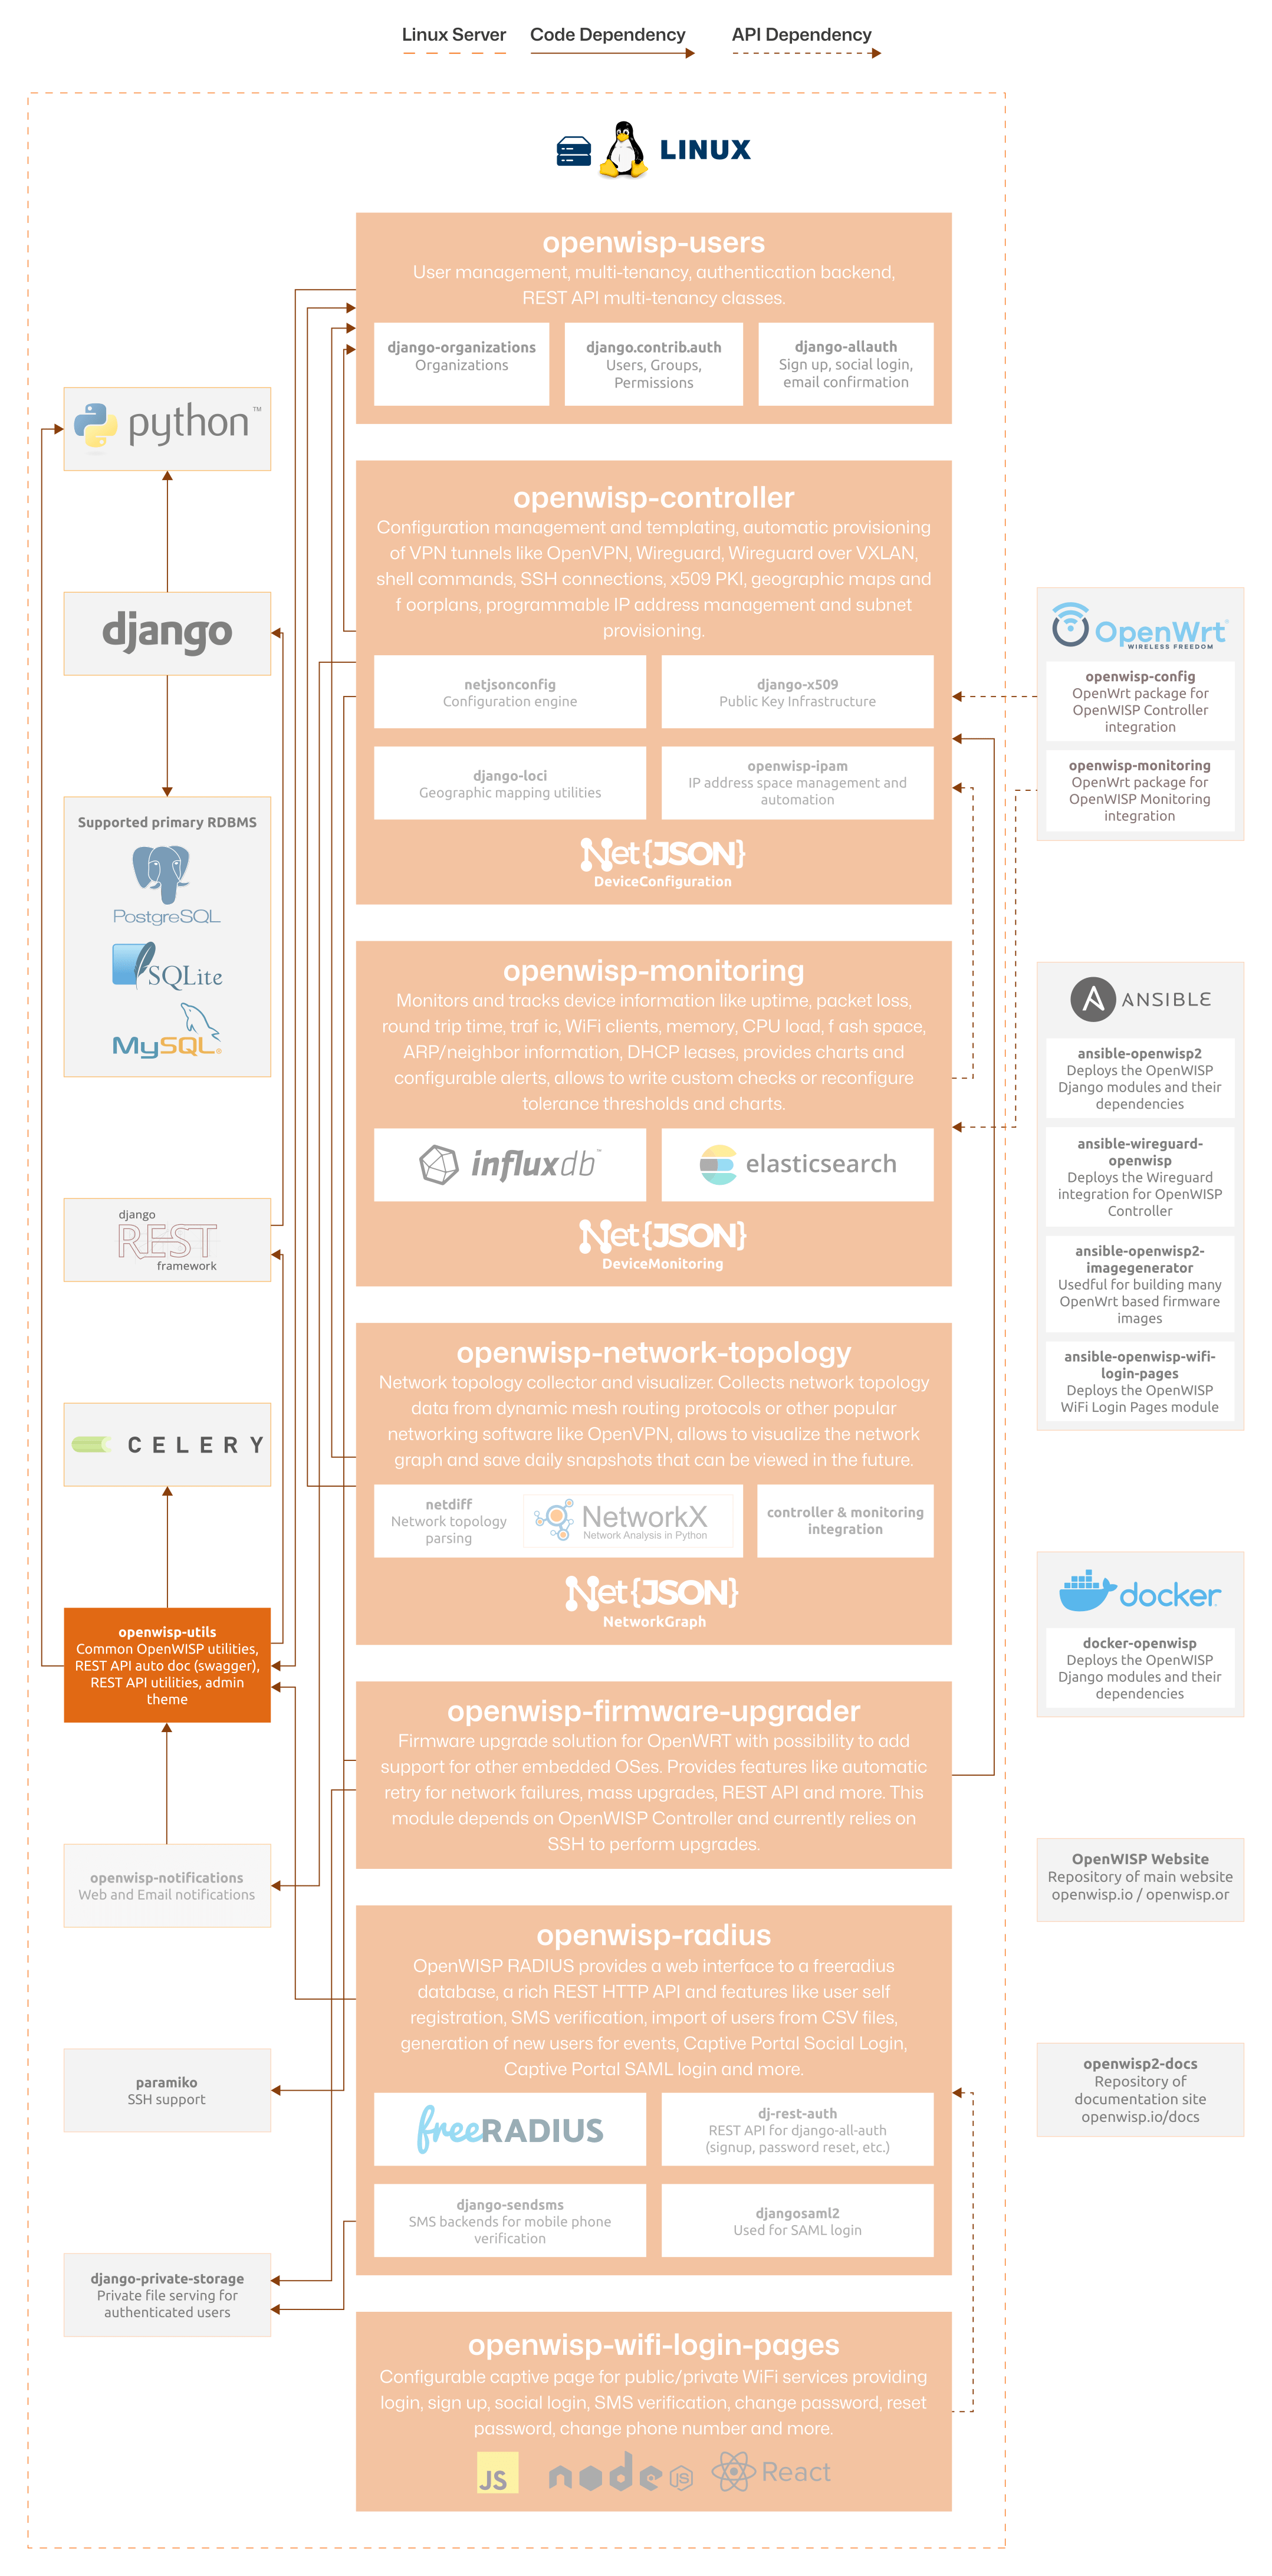 Linux Server
Code Dependency
API Dependency
LINUX
openwisp-users
User management, multi-tenancy, authentication backend,
REST API multi-tenancy classes.
django-organizations
Organizations
django.contrib.auth
Users, Groups,
Permissions
django-allauth
Sign up, social login,
email confirmation
python™
django
Supported primary RDBMS
PostgreSQL
SQLite
MySQL®
django
REST
framework
CELERY
openwisp-utils
Common OpenWISP utilities,
REST API auto doc (swagger),
REST API utilities, admin
theme
openwisp-notifications
Web and Email notifications
paramiko
SSH support
django-private-storage
Private file serving for
authenticated users
openwisp-controller
Configuration management and templating, automatic provisioning
of VPN tunnels like OpenVPN, Wireguard, Wireguard over VXLAN,
shell commands, SSH connections, x509 PKI, geographic maps and
f oorplans, programmable IP address management and subnet
provisioning.
netjsonconfig
Configuration engine
django-x509
Public Key Infrastructure
django-loci
Geographic mapping utilities
openwisp-ipam
IP address space management and
automation
Net{JSON}
DeviceConfiguration
openwisp-monitoring
Monitors and tracks device information like uptime, packet loss,
round trip time, traf ic, WiFi clients, memory, CPU load, f ash space,
ARP/neighbor information, DHCP leases, provides charts and
configurable alerts, allows to write custom checks or reconfigure
tolerance thresholds and charts.
influxdb™
elasticsearch
Net{JSON}
DeviceMonitoring
openwisp-network-topology
Network topology collector and visualizer. Collects network topology
data from dynamic mesh routing protocols or other popular
networking software like OpenVPN, allows to visualize the network
graph and save daily snapshots that can be viewed in the future.
netdiff
Network topology
parsing
NetworkX
Network Analysis in Python
controller & monitoring
integration
Net{JSON}
NetworkGraph
openwisp-firmware-upgrader
Firmware upgrade solution for OpenWRT with possibility to add
support for other embedded OSes. Provides features like automatic
retry for network failures, mass upgrades, REST API and more. This
module depends on OpenWISP Controller and currently relies on
SSH to perform upgrades.
openwisp-radius
OpenWISP RADIUS provides a web interface to a freeradius
database, a rich REST HTTP API and features like user self
registration, SMS verification, import of users from CSV files,
generation of new users for events, Captive Portal Social Login,
Captive Portal SAML login and more.
freeRADIUS
dj-rest-auth
REST API for django-all-auth
(signup, password reset, etc.)
django-sendsms
SMS backends for mobile phone
verification
djangosaml2
Used for SAML login
openwisp-wifi-login-pages
Configurable captive page for public/private WiFi services providing
login, sign up, social login, SMS verification, change password, reset
password, change phone number and more.
JS
node JS
React
OpenWrt
WIRELESS FREEDOM
openwisp-config
OpenWrt package for
OpenWISP Controller
integration
openwisp-monitoring
OpenWrt package for
OpenWISP Monitoring
integration
ANSIBLE
ansible-openwisp2
Deploys the OpenWISP
Django modules and their
dependencies
ansible-wireguard-
openwisp
Deploys the Wireguard
integration for OpenWISP
Controller
ansible-openwisp2-
imagegenerator
Usedful for building many
OpenWrt based firmware
images
ansible-openwisp-wifi-
login-pages
Deploys the OpenWISP
WiFi Login Pages module
docker
docker-openwisp
Deploys the OpenWISP
Django modules and their
dependencies
OpenWISP Website
Repository of main website
openwisp.io / openwisp.or
openwisp2-docs
Repository of
documentation site
openwisp.io/docs